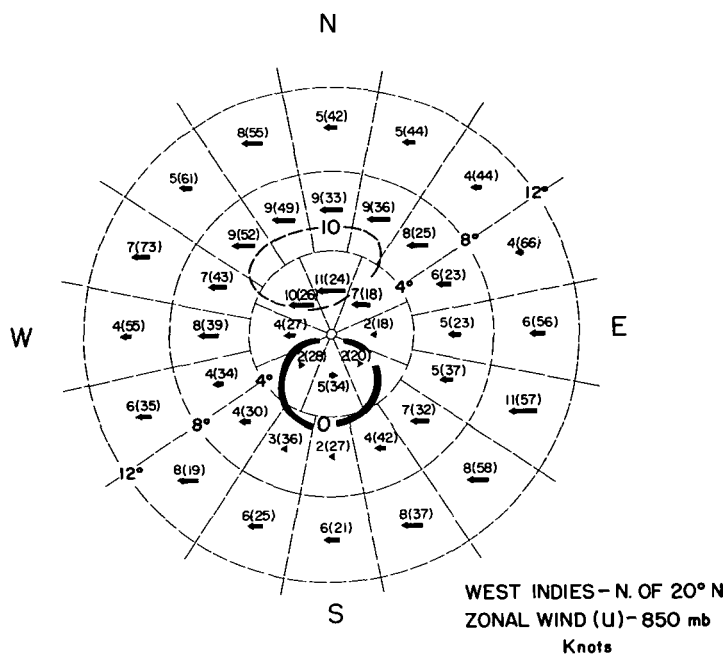 N
5(42)
8(55) 5(44)
5(61) 4(44)
12°
9(33)
9(49) 9(36)
10
9(52) 8(25) 8°
7(73) 4(66)
7(43) 11(24) 4° 6(23)
10(26) 7(18)
W 4(55) 8(39) 4(27) 2(18) 5(23) 6(56) E
2(28) 2(20)
4(34) 4° 5(34) 5(37)
6(35) 11(57)
8° 4(30) 0 7(32)
3(36) 2(27) 4(42)
12° 8(19) 8(58)
6(25) 6(21) 8(37)
S
WEST INDIES - N. OF 20° N
ZONAL WIND (U) - 850 mb
Knots